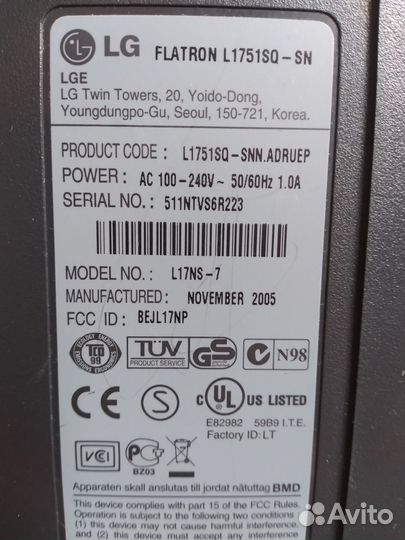 LG FLATRON L1751SQ-SN
LGE
LG Twin Towers, 20, Yoido-Dong,
Youngdungpo-Gu, Seoul, 150-721, Korea.
PRODUCT CODE : L1751SQ-SNN.ADRUEP
POWER: AC 100-240V~ 50/60Hz 1.0A
SERIAL NO.: 511NTVS6R223
MODEL NO.: L17NS-7
MANUFACTURED: NOVEMBER 2005
FCC ID: BEJL17NP
TCO 98
TÜV
PRODUCT SERVICE
GS
N98
CE
S
C UL US LISTED
E82982 59B9 I.T.E.
Factory ID: LT
VCCI
PG
BZ03
Apparaten skall anslutas till jordat nätuttag BMD
This device complies with part 15 of the FCC Rules.
Operation is subject to the following two conditions:
(1) this device may not cause harmful interference,
and (2) this device must accept any interference
Avito